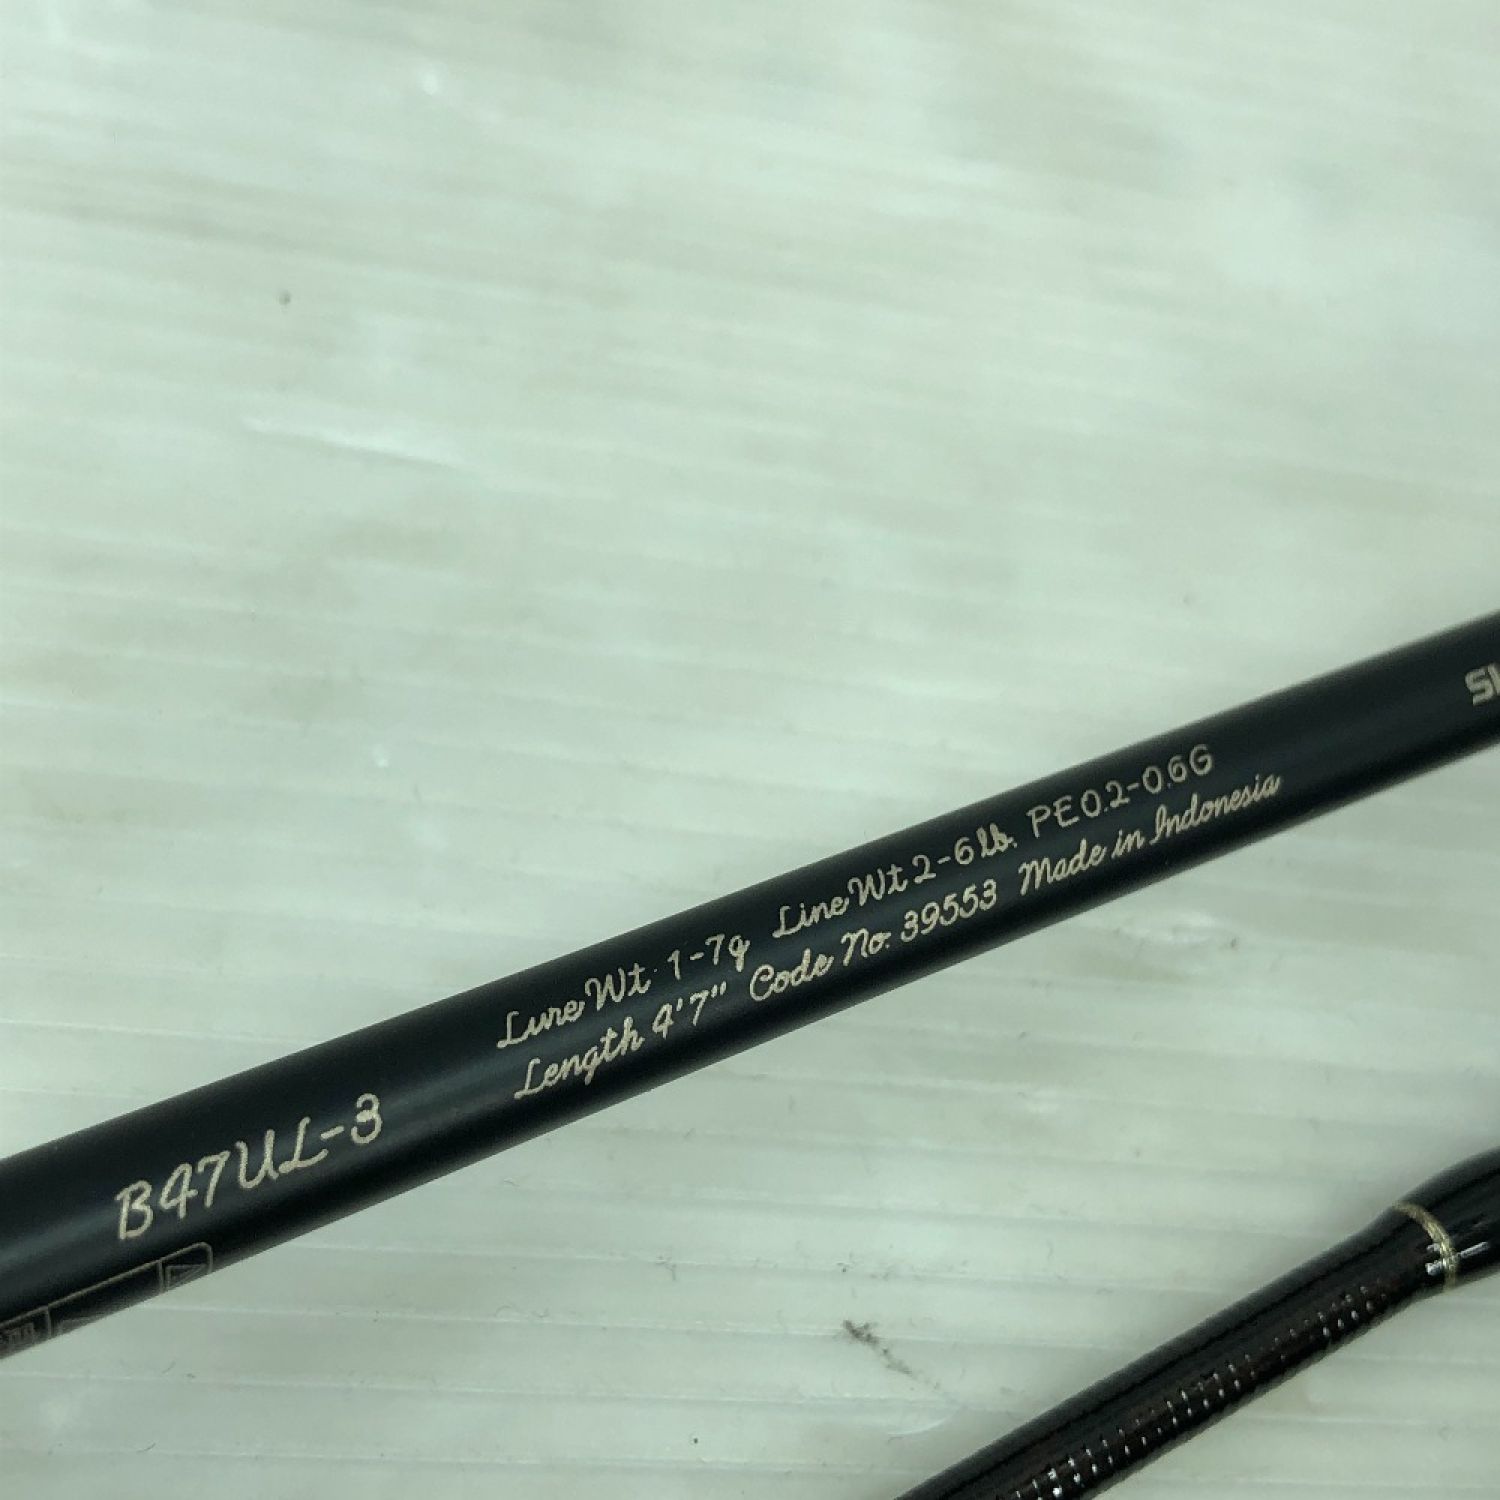 B47UL-3
Lure Wt. 1-7g Line Wt 2-6lb. PE0.2-0.6G
Length 4'7" Code No. 39553 Made in Indonesia